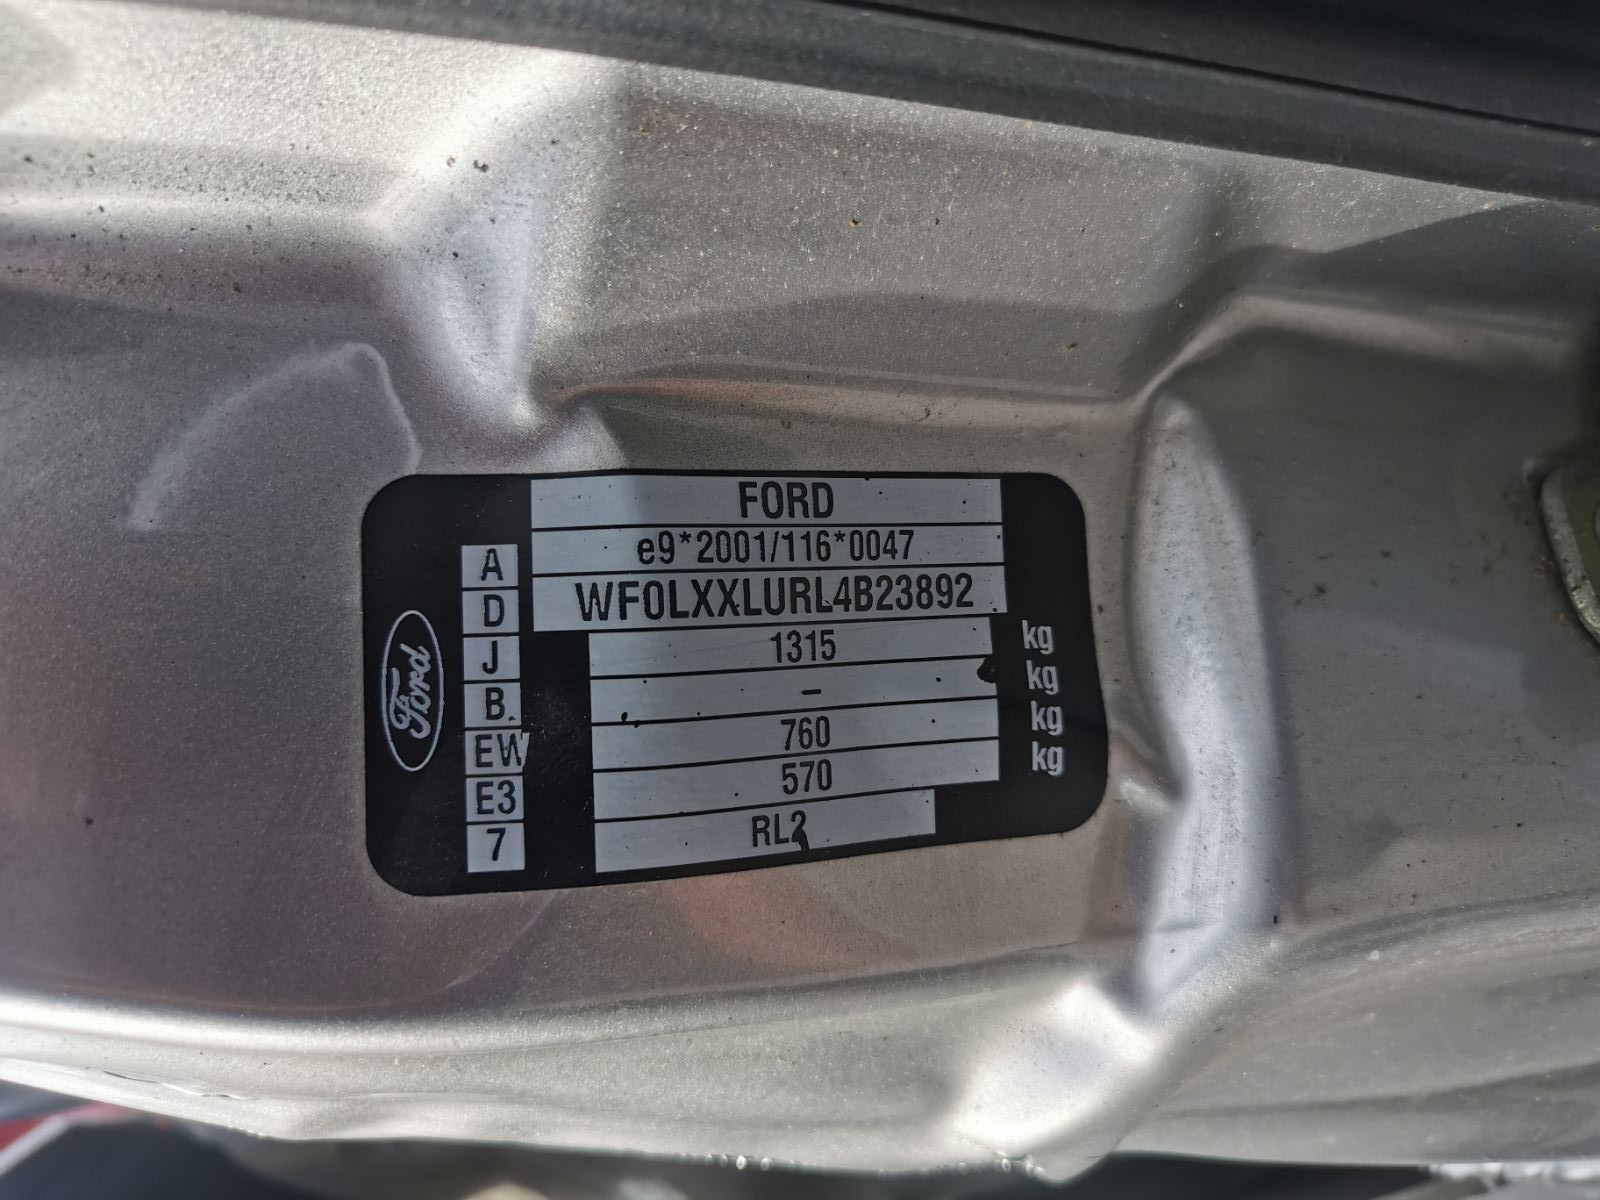 FORD
A e9*2001/116*0047
D WF0LXXLURL4B23892
J 1315 kg
B - kg
EW 760 kg
E3 570 kg
7 RL2
Ford